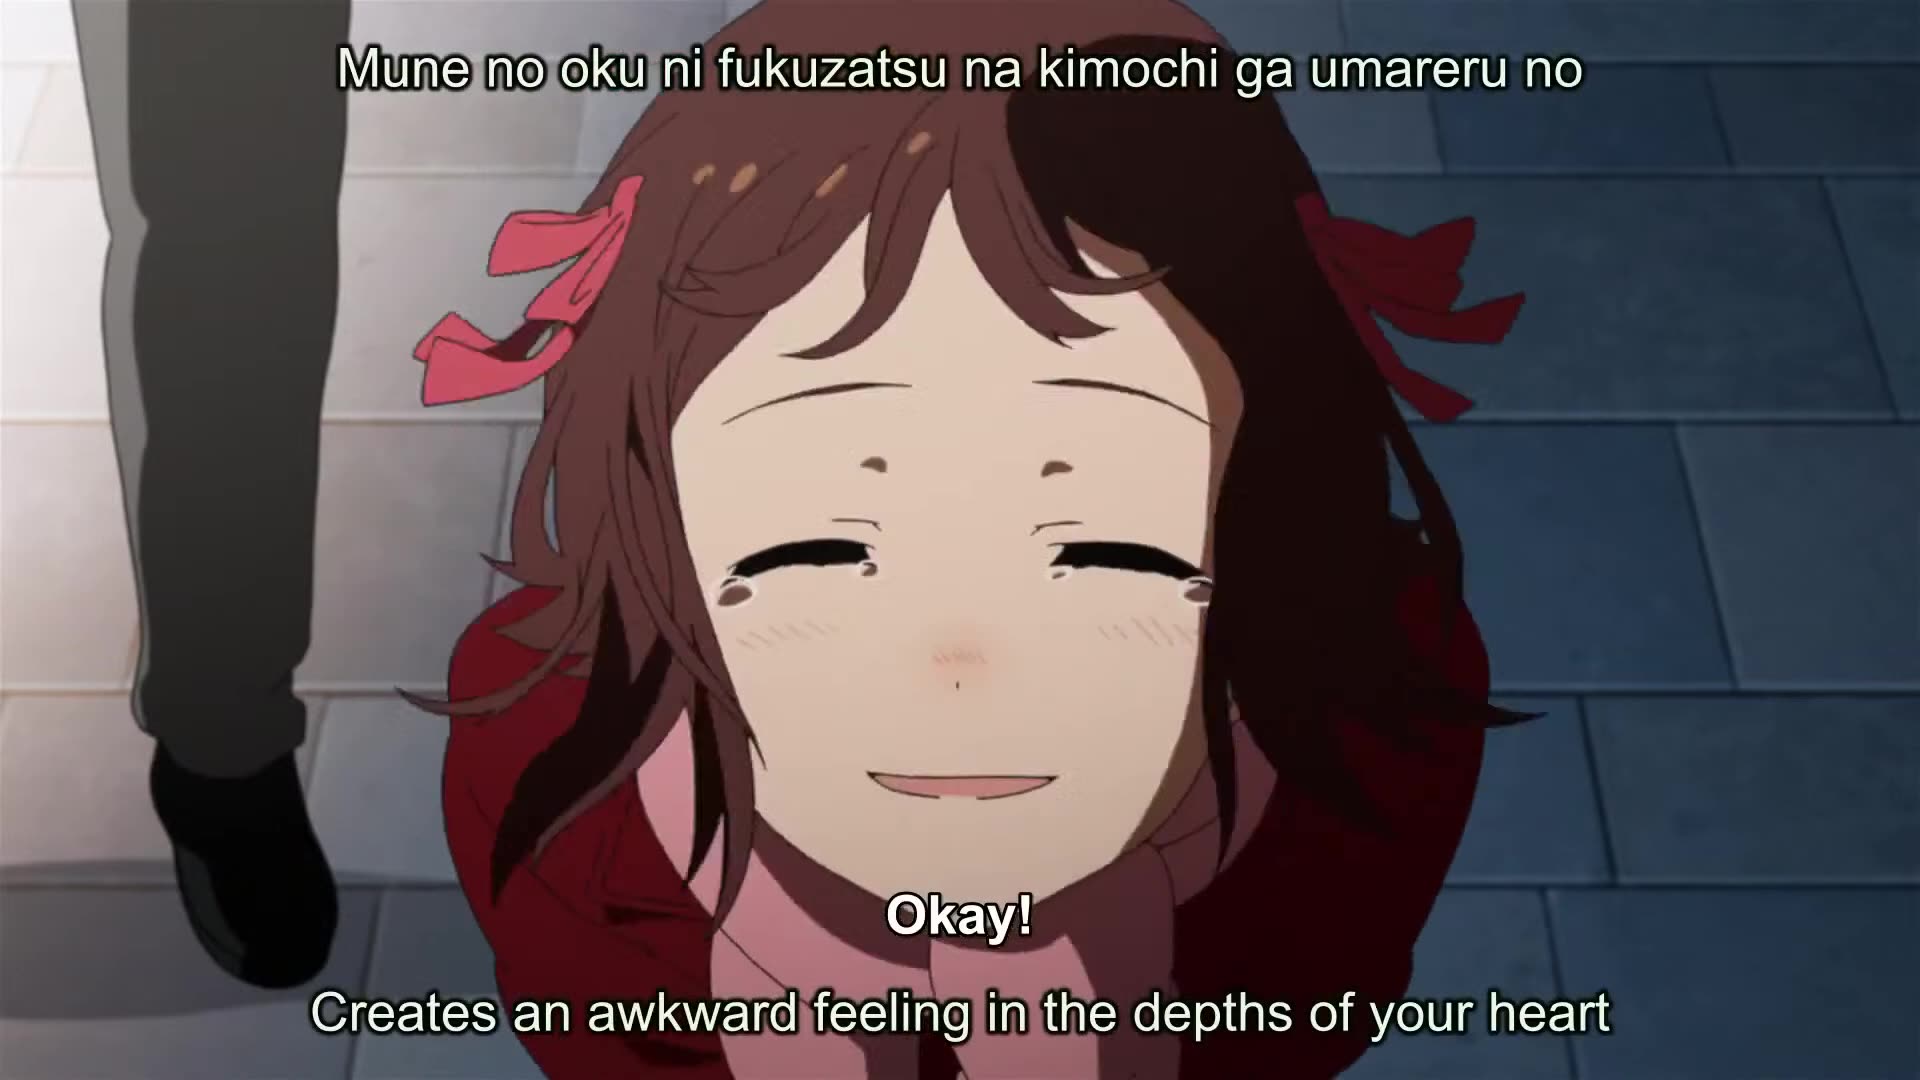 Mune no oku ni fukuzatsu na kimochi ga umareru no
Okay!
Creates an awkward feeling in the depths of your heart